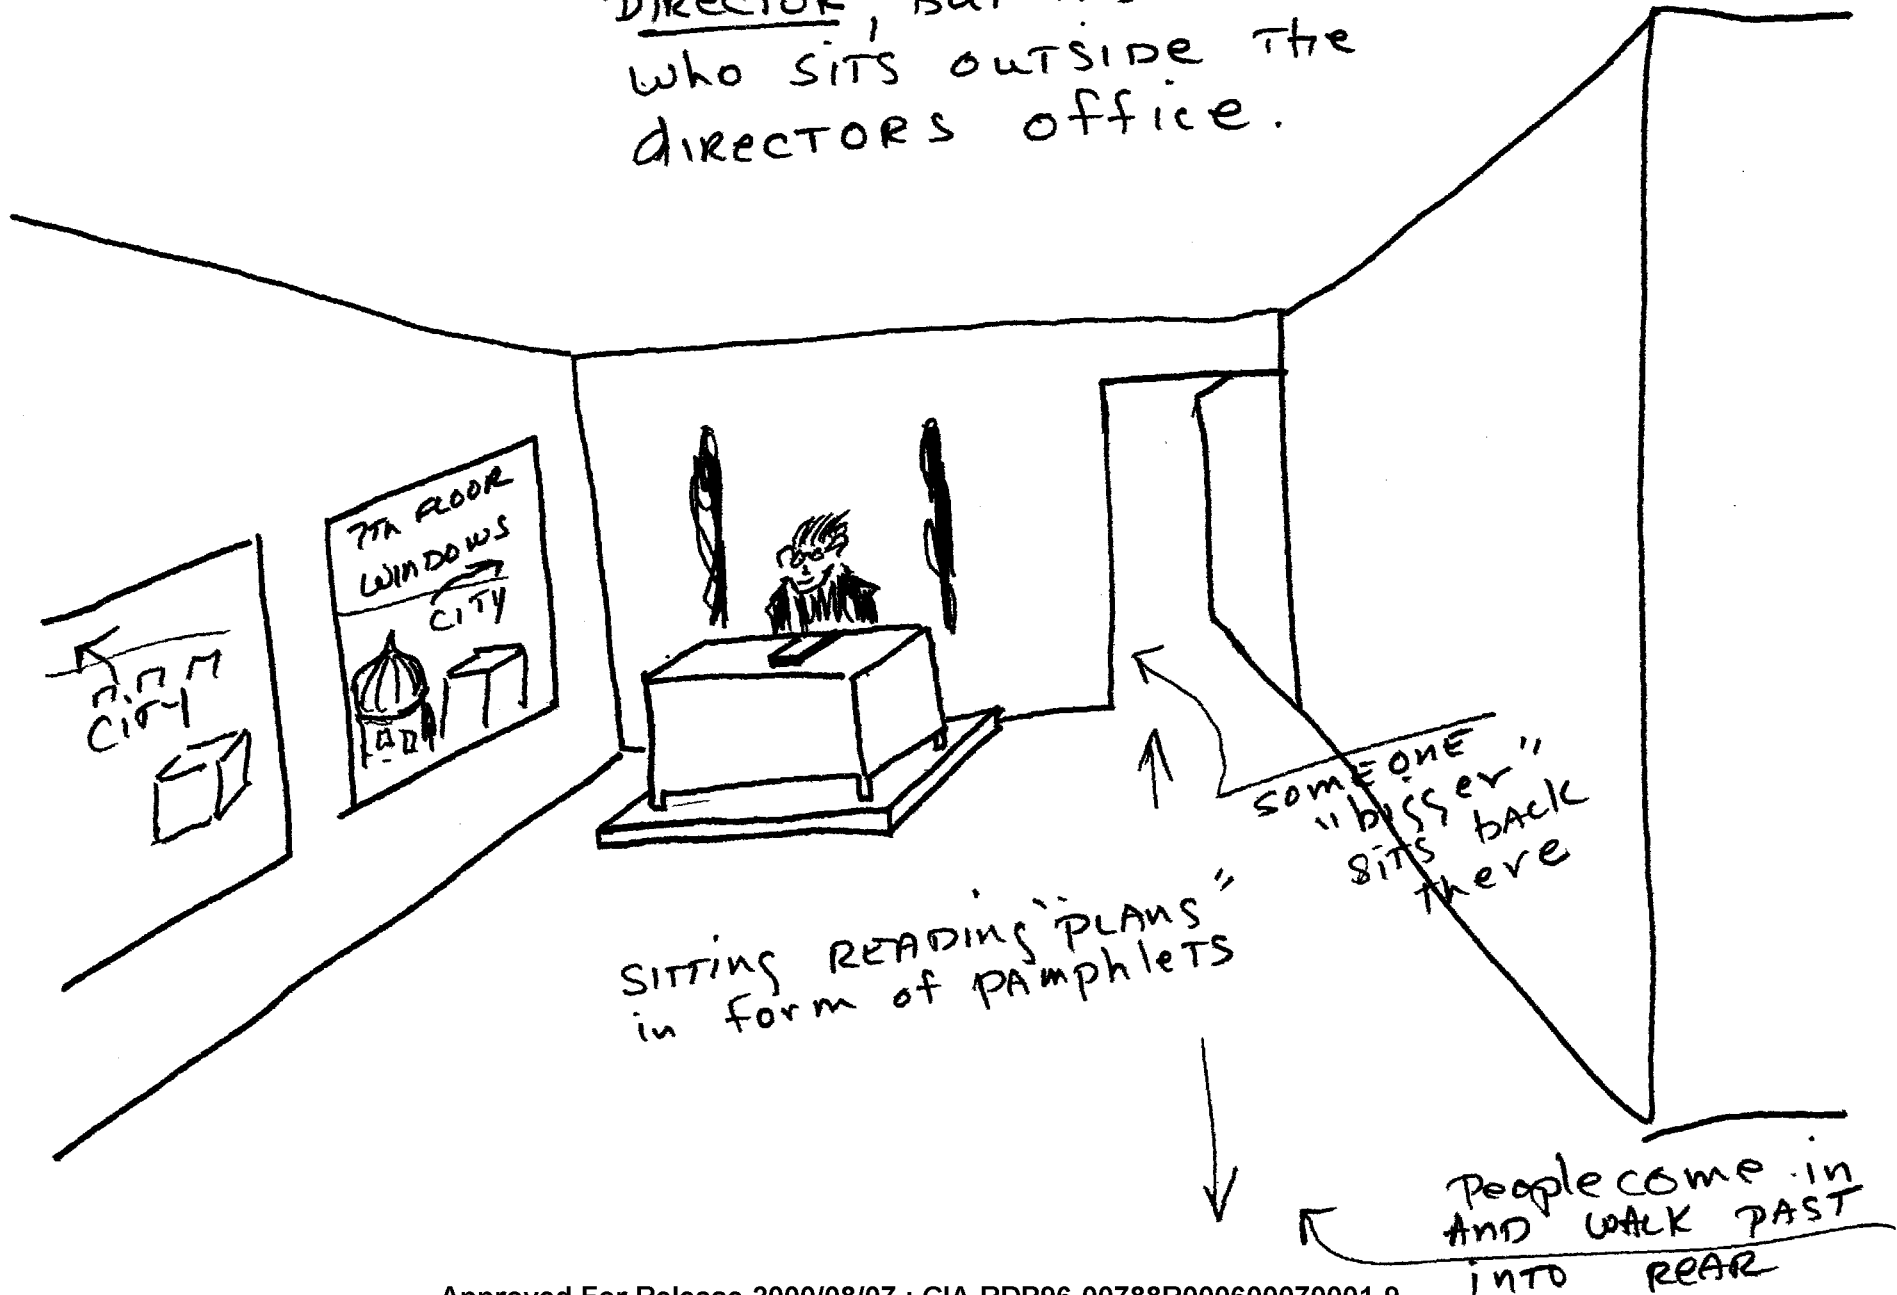 DIRECTOR, BUT
who SITS OUTSIDE The
dIRECTORS office.
7Th FLOOR
WINDOWS
CITY
CITY
SOMEONE
"bigger"
SITS back
there
SITTING READING "PLANS"
in form of PAMPhLETS
People come in
AND WALK PAST
INTO REAR
Approved For Release 2000/08/07 : CIA-RDP96-00788R000600070001-9